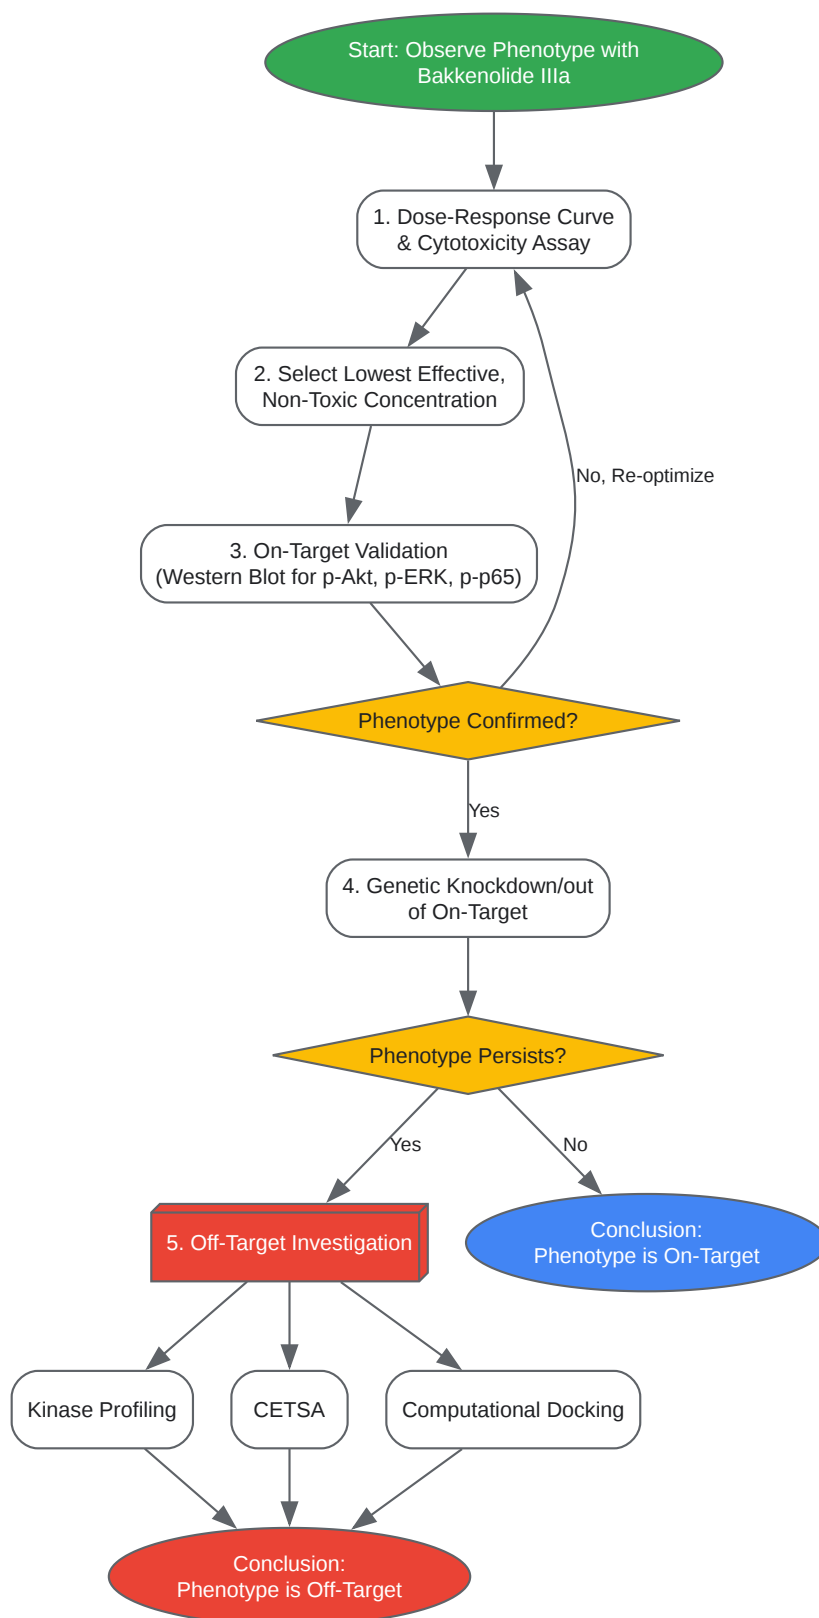 Start: Observe Phenotype with
Bakkenolide IIIa
1. Dose-Response Curve
& Cytotoxicity Assay
2. Select Lowest Effective,
Non-Toxic Concentration
No, Re-optimize
3. On-Target Validation
(Western Blot for p-Akt, p-ERK, p-p65)
Phenotype Confirmed?
Yes
4. Genetic Knockdown/out
of On-Target
Phenotype Persists?
Yes
No
5. Off-Target Investigation
Conclusion:
Phenotype is On-Target
Kinase Profiling
CETSA
Computational Docking
Conclusion:
Phenotype is Off-Target